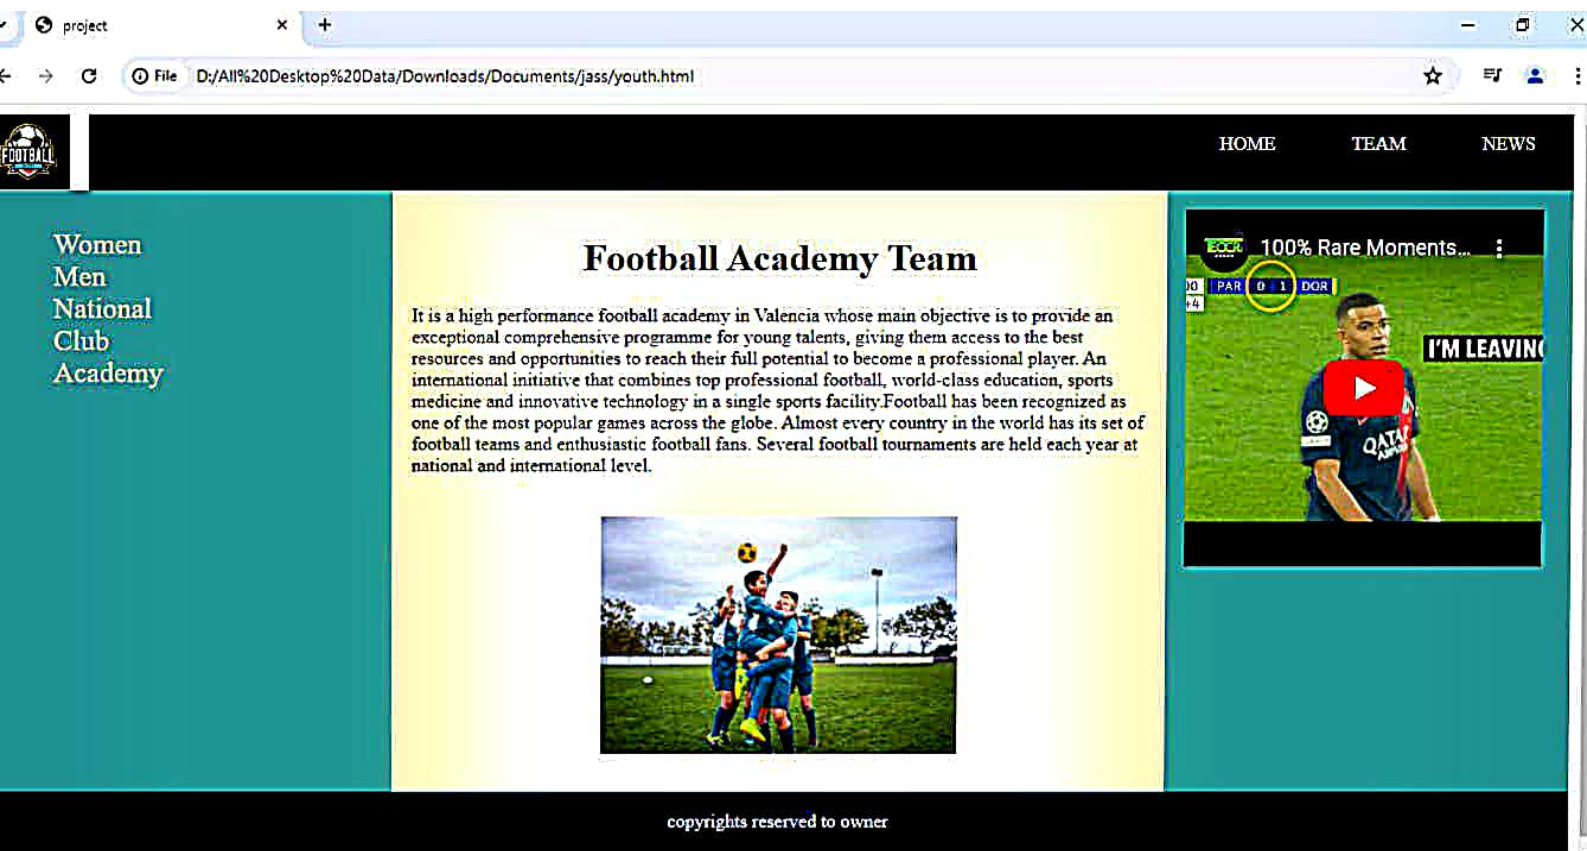 project
File D:/All%20Desktop%20Data/Downloads/Documents/jass/youth.html
FOOTBALL
HOME TEAM NEWS
Women
Men
National
Club
Academy
Football Academy Team
It is a high performance football academy in Valencia whose main objective is to provide an
exceptional comprehensive programme for young talents, giving them access to the best
resources and opportunities to reach their full potential to become a professional player. An
international initiative that combines top professional football, world-class education, sports
medicine and innovative technology in a single sports facility.Football has been recognized as
one of the most popular games across the globe. Almost every country in the world has its set of
football teams and enthusiastic football fans. Several football tournaments are held each year at
national and international level.
100% Rare Moments...
PAR 0 1 DOR
+4
I'M LEAVING
QATAR
AIRWAYS
copyrights reserved to owner